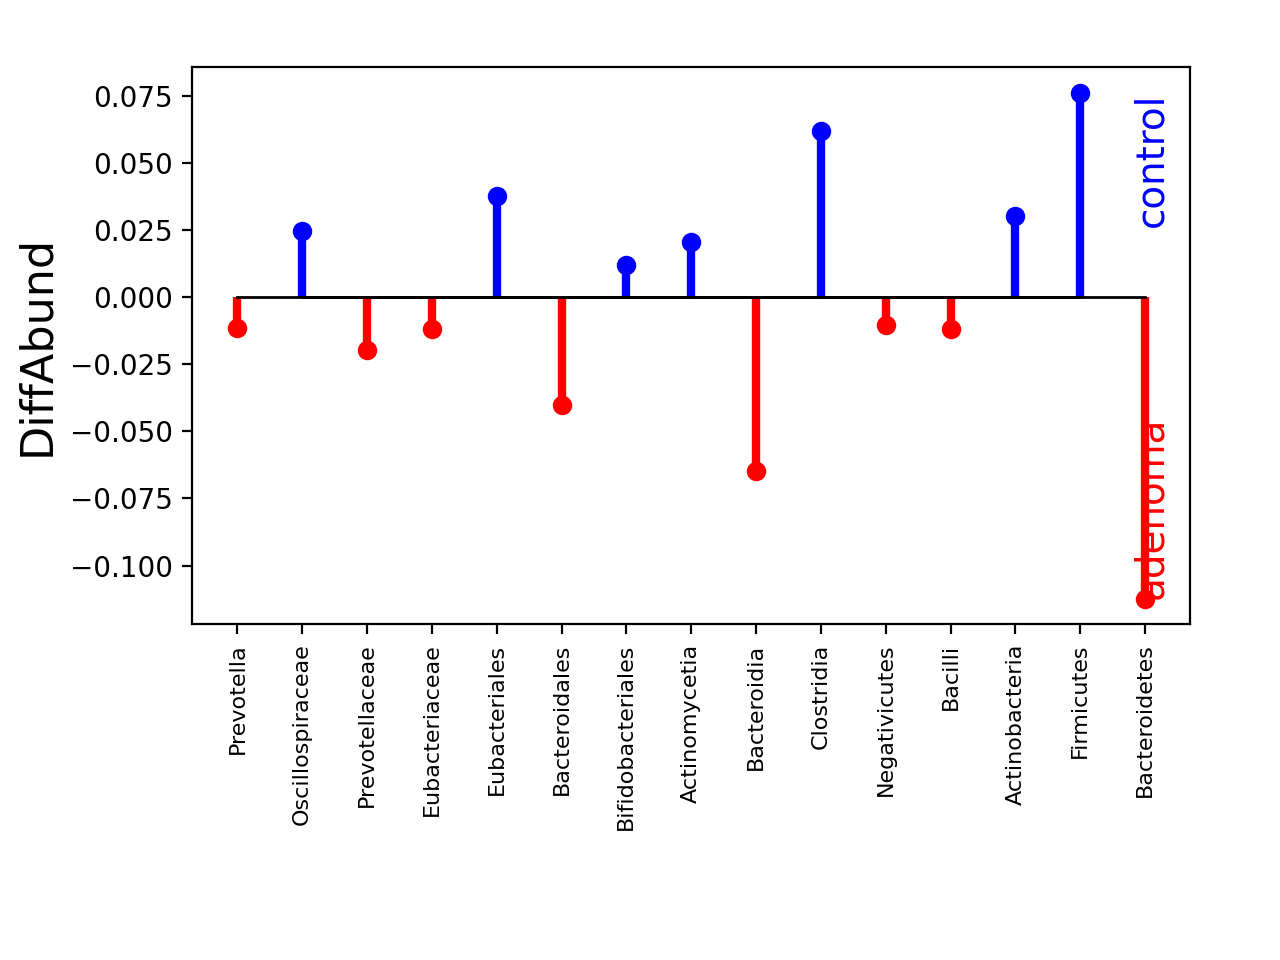 DiffAbund
0.075
0.050
0.025
0.000
−0.025
−0.050
−0.075
−0.100
control
adenoma
Prevotella
Oscillospiraceae
Prevotellaceae
Eubacteriaceae
Eubacteriales
Bacteroidales
Bifidobacteriales
Actinomycetia
Bacteroidia
Clostridia
Negativicutes
Bacilli
Actinobacteria
Firmicutes
Bacteroidetes